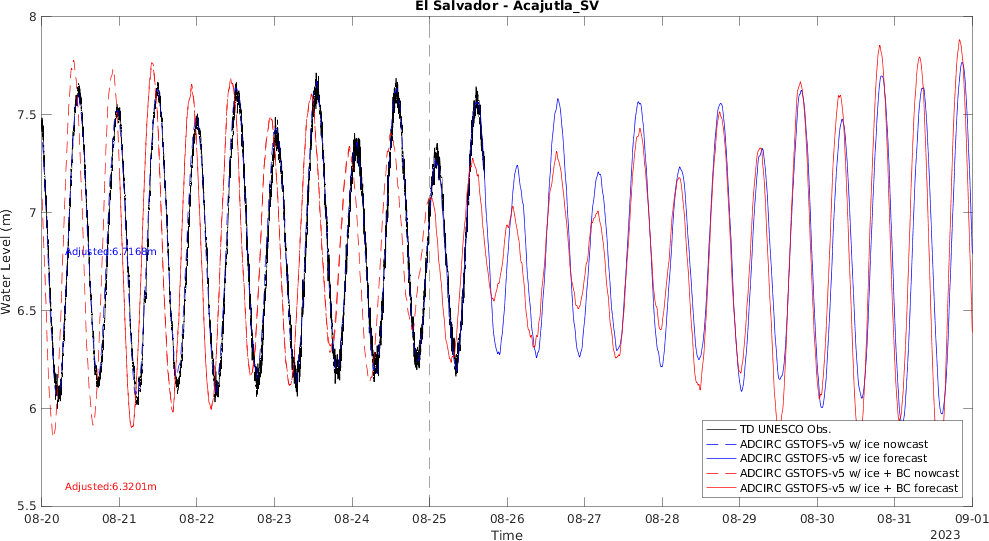 El Salvador - Acajutla_SV
Water Level (m)
8
7.5
7
6.5
6
5.5
Adjusted:6.7168m
Adjusted:6.3201m
TD UNESCO Obs.
ADCIRC GSTOFS-v5 w/ ice nowcast
ADCIRC GSTOFS-v5 w/ ice forecast
ADCIRC GSTOFS-v5 w/ ice + BC nowcast
ADCIRC GSTOFS-v5 w/ ice + BC forecast
08-20 08-21 08-22 08-23 08-24 08-25 08-26 08-27 08-28 08-29 08-30 08-31 09-01
Time
2023